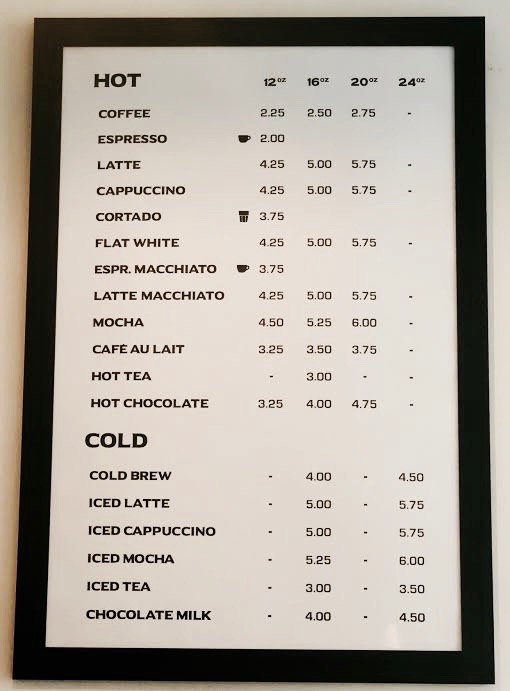 HOT 12oz 16oz 20oz 24oz
COFFEE 2.25 2.50 2.75 -
ESPRESSO 2.00
LATTE 4.25 5.00 5.75 -
CAPPUCCINO 4.25 5.00 5.75 -
CORTADO 3.75
FLAT WHITE 4.25 5.00 5.75 -
ESPR. MACCHIATO 3.75
LATTE MACCHIATO 4.25 5.00 5.75 -
MOCHA 4.50 5.25 6.00 -
CAFÉ AU LAIT 3.25 3.50 3.75 -
HOT TEA - 3.00 - -
HOT CHOCOLATE 3.25 4.00 4.75 -
COLD
COLD BREW - 4.00 - 4.50
ICED LATTE - 5.00 - 5.75
ICED CAPPUCCINO - 5.00 - 5.75
ICED MOCHA - 5.25 - 6.00
ICED TEA - 3.00 - 3.50
CHOCOLATE MILK - 4.00 - 4.50